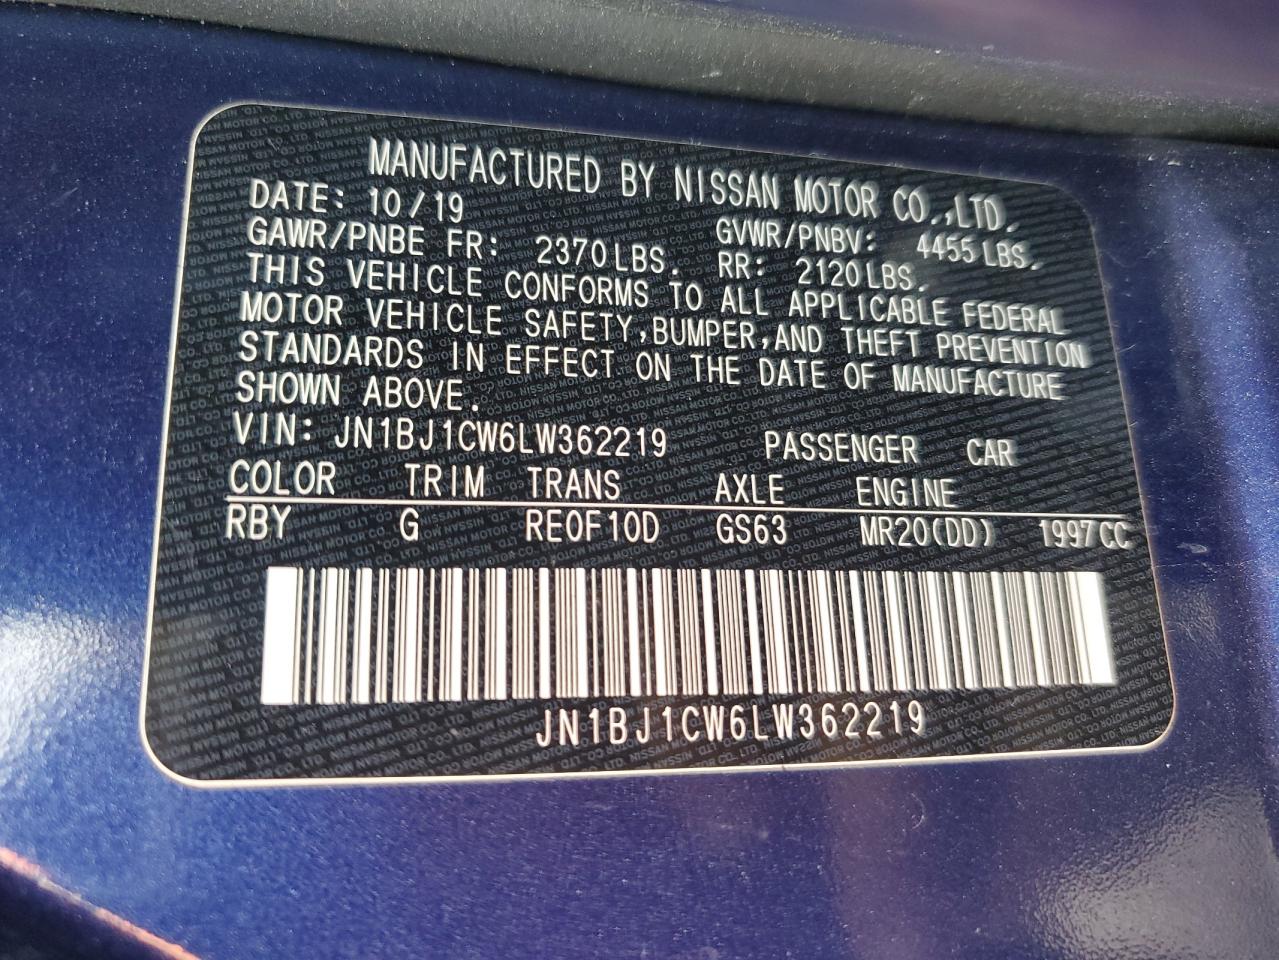 MANUFACTURED BY NISSAN MOTOR CO.,LTD.
DATE: 10/19 GVWR/PNBV: 4455LBS.
GAWR/PNBE FR: 2370LBS. RR: 2120LBS.
THIS VEHICLE CONFORMS TO ALL APPLICABLE FEDERAL
MOTOR VEHICLE SAFETY,BUMPER,AND THEFT PREVENTION
STANDARDS IN EFFECT ON THE DATE OF MANUFACTURE
SHOWN ABOVE.
VIN: JN1BJ1CW6LW362219 PASSENGER CAR
COLOR TRIM TRANS AXLE ENGINE
RBY G RE0F10D GS63 MR20(DD) 1997CC
JN1BJ1CW6LW362219